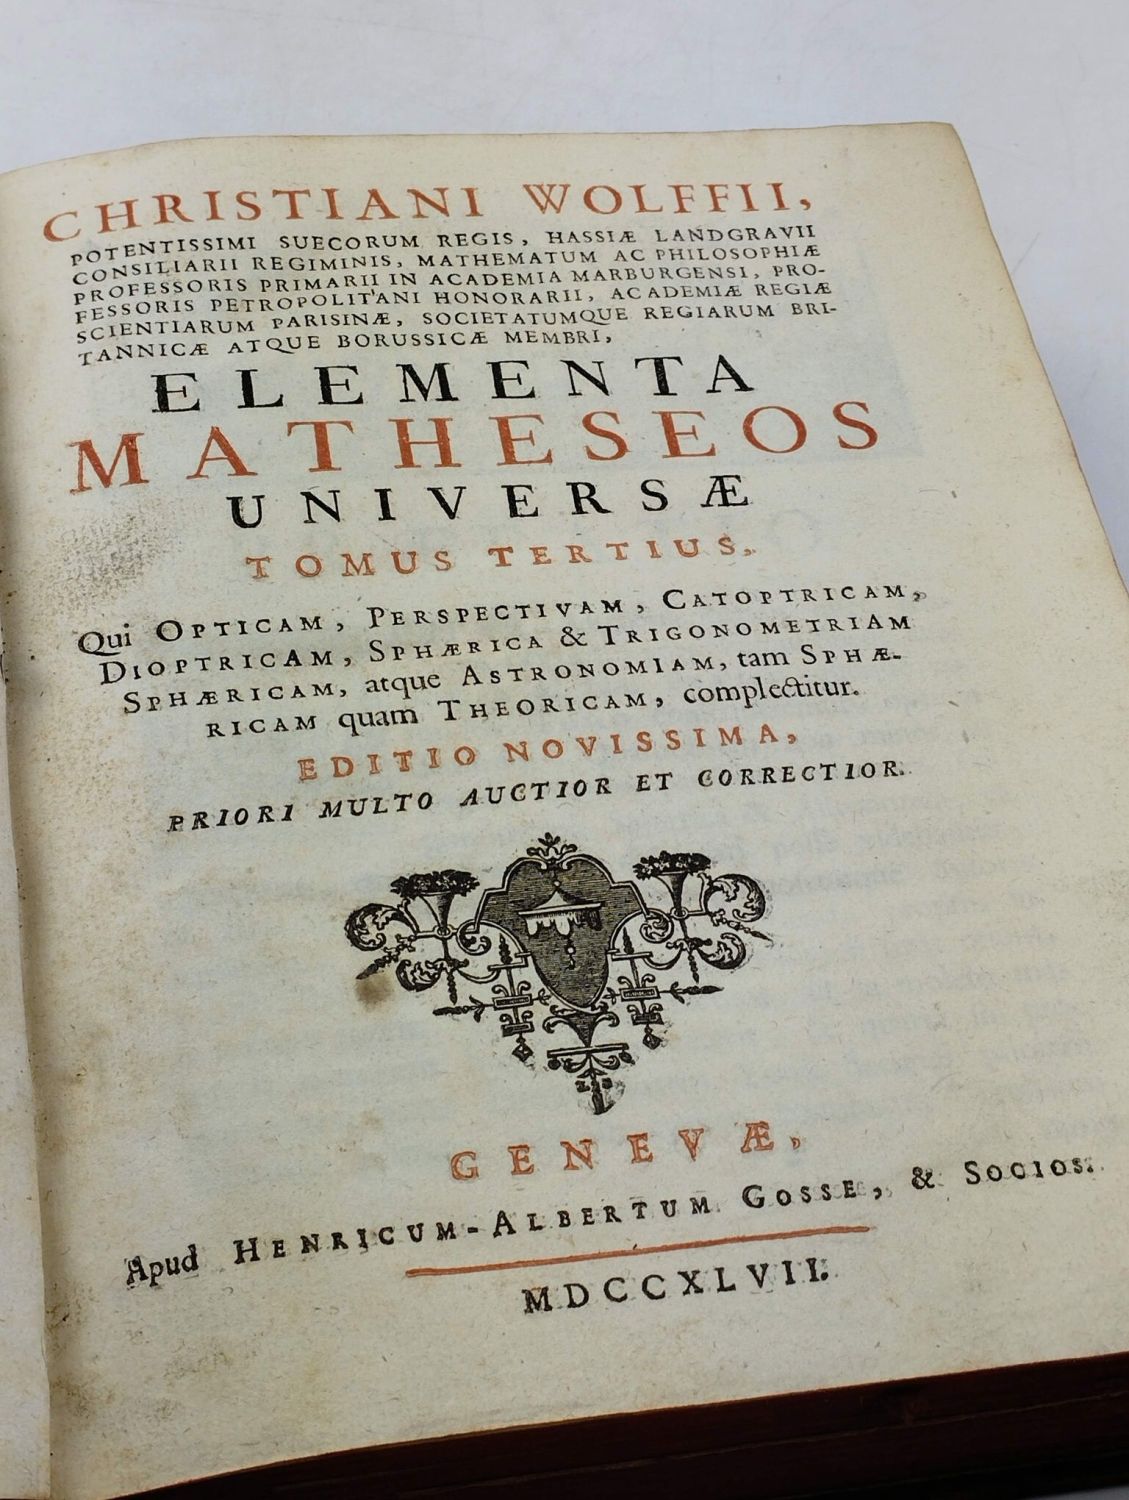 CHRISTIANI WOLFFII,
POTENTISSIMI SUECORUM REGIS, HASSIÆ LANDGRAVII
CONSILIARII REGIMINIS, MATHEMATUM AC PHILOSOPHIÆ
PROFESSORIS PRIMARII IN ACADEMIA MARBURGENSI, PRO-
FESSORIS PETROPOLITANI HONORARII, ACADEMIÆ REGIÆ
SCIENTIARUM PARISINÆ, SOCIETATUMQUE REGIARUM BRI-
TANNICÆ ATQUE BORUSSICÆ MEMBRI,
ELEMENTA
MATHESEOS
UNIVERSÆ
TOMUS TERTIUS,
Qui OPTICAM, PERSPECTIVAM, CATOPTRICAM,
DIOPTRICAM, SPHÆRICA & TRIGONOMETRIAM
SPHÆRICAM, atque ASTRONOMIAM, tam SPHÆ-
RICAM quam THEORICAM, complectitur.
EDITIO NOVISSIMA,
PRIORI MULTO AUCTIOR ET CORRECTIOR.
GENEVÆ,
Apud HENRICUM-ALBERTUM GOSSE, & SOCIOS.
MDCCXLVII.